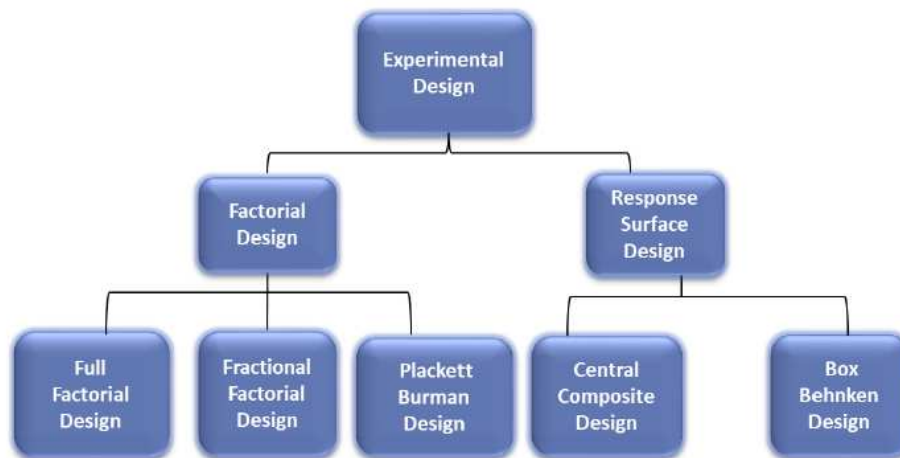 Experimental
Design
Factorial
Design
Response
Surface
Design
Full
Factorial
Design
Fractional
Factorial
Design
Plackett
Burman
Design
Central
Composite
Design
Box
Behnken
Design